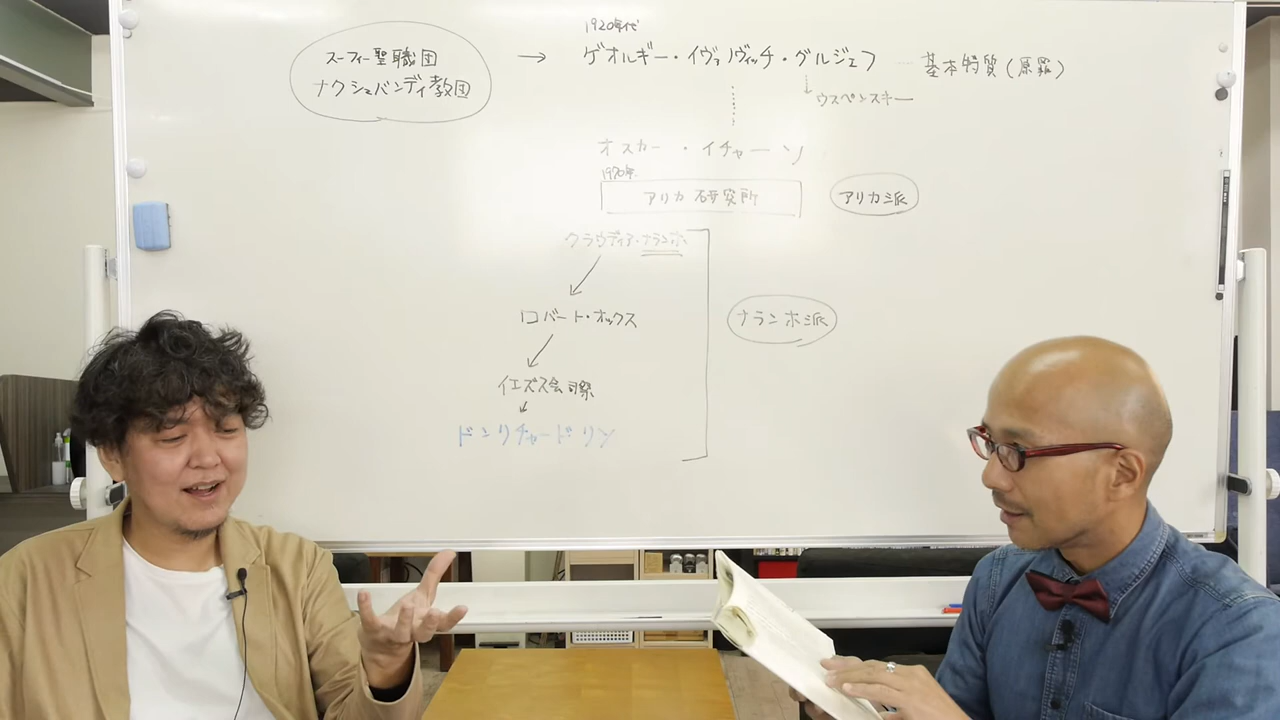 1920年代
スーフィー聖職団 → ゲオルギー・イヴァノヴィッチ・グルジェフ …… 基本特質(原罪)
ナクシュバンディ教団
ウスペンスキー
オスカー・イチャーソ
1970年
アリカ研究所
アリカ派
クラウディア・ナランホ
ロバート・オックス
ナランホ派
イエズス会司祭
ドンリチャードリソ